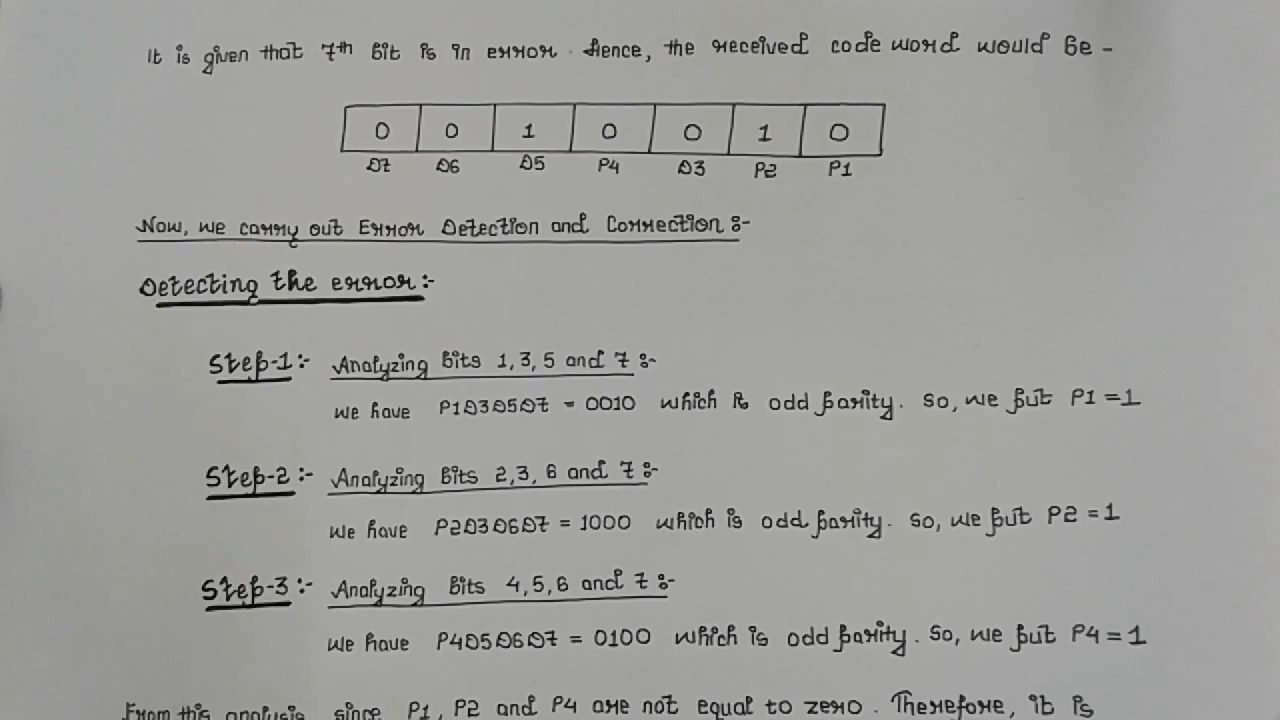 It is given that 7th bit is in error. Hence, the received code word would be -
0 0 1 0 0 1 0
D7 D6 D5 P4 D3 P2 P1
Now, we carry out Error Detection and Correction :-
Detecting the error:-
Step-1:- Analyzing bits 1, 3, 5 and 7 :-
We have P1D3D5D7 = 0010 which is odd parity. So, we put P1 = 1
Step-2:- Analyzing bits 2, 3, 6 and 7 :-
We have P2D3D6D7 = 1000 which is odd parity. So, we put P2 = 1
Step-3:- Analyzing bits 4, 5, 6 and 7 :-
We have P4D5D6D7 = 0100 which is odd parity. So, we put P4 = 1
From this analysis, since P1, P2 and P4 are not equal to zero. Therefore, it is